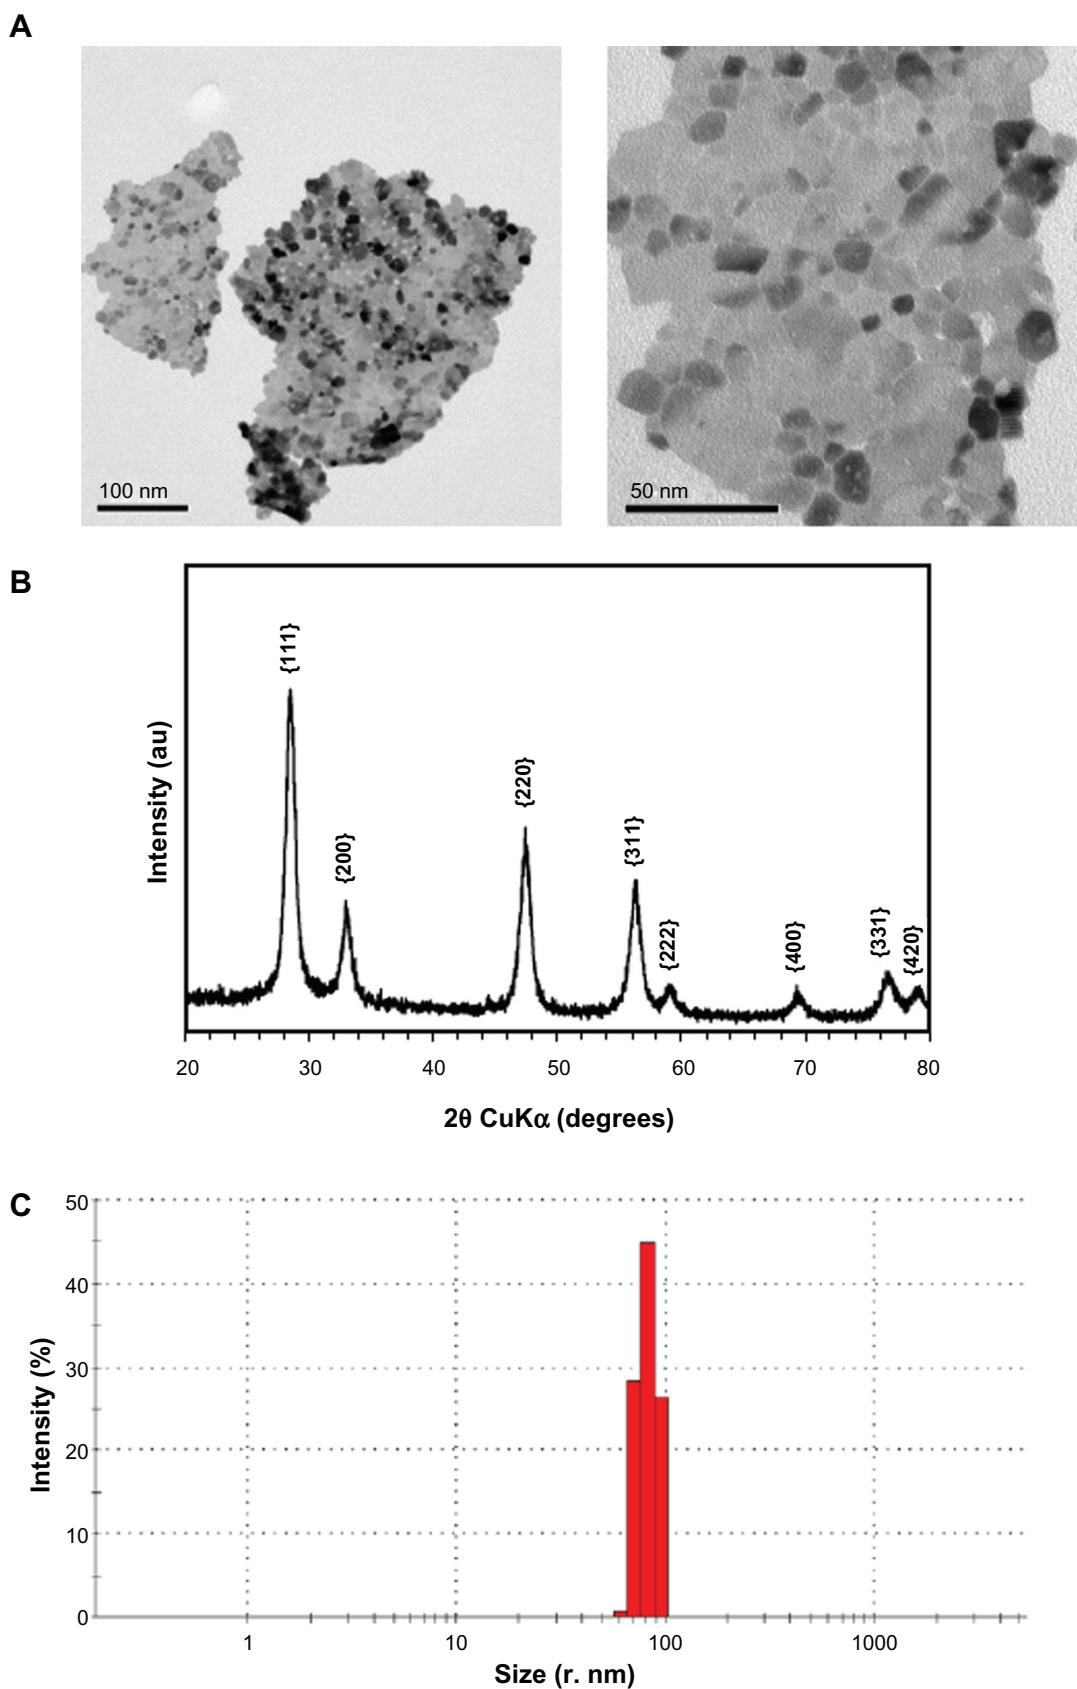 A
100 nm
50 nm
B
Intensity (au)
{111}
{200}
{220}
{311}
{222}
{400}
{331}
{420}
20 30 40 50 60 70 80
2θ CuKα (degrees)
C
Intensity (%)
50
40
30
20
10
0
1 10 100 1000
Size (r. nm)